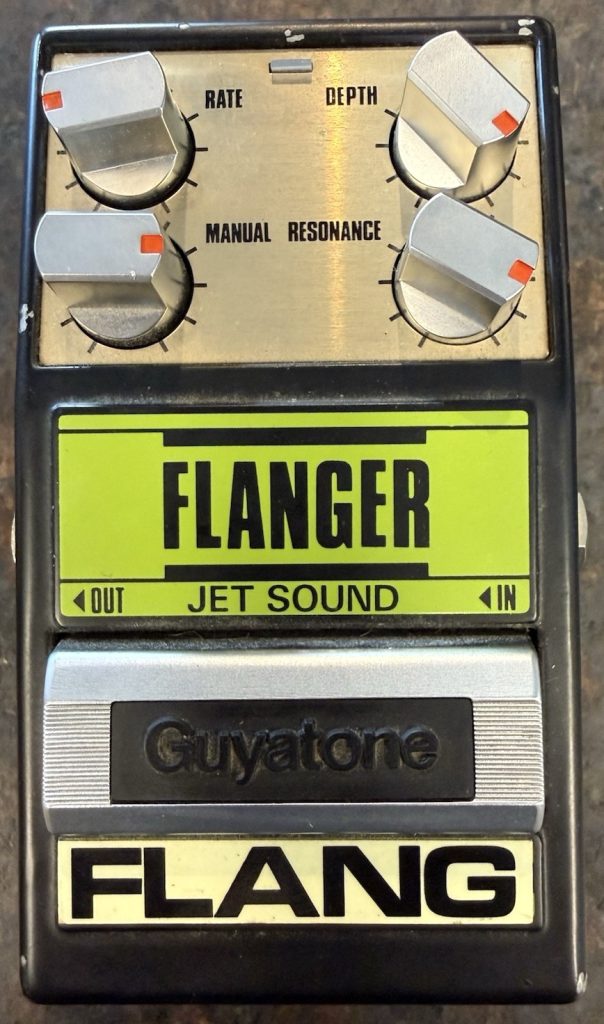 RATE DEPTH
MANUAL RESONANCE
FLANGER
◀OUT JET SOUND ◀IN
Guyatone
FLANG